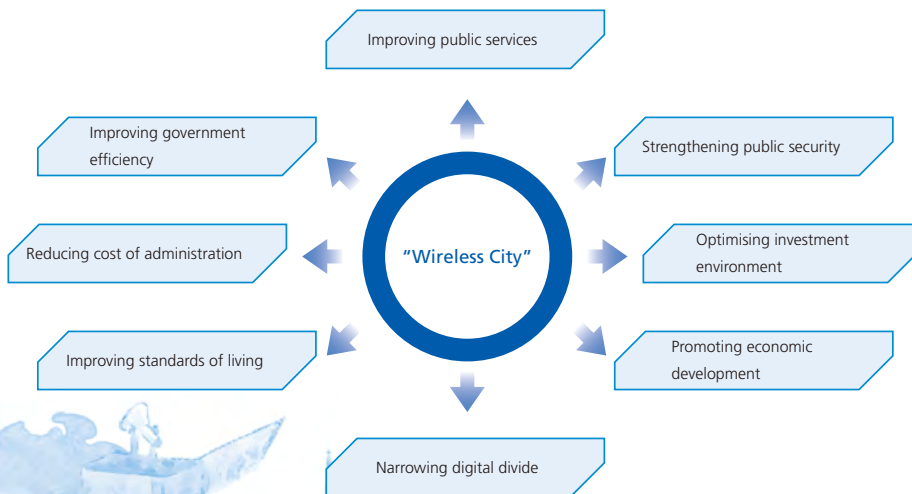 Improving public services
Improving government
efficiency
Strengthening public security
Reducing cost of administration
“Wireless City”
Optimising investment
environment
Improving standards of living
Promoting economic
development
Narrowing digital divide